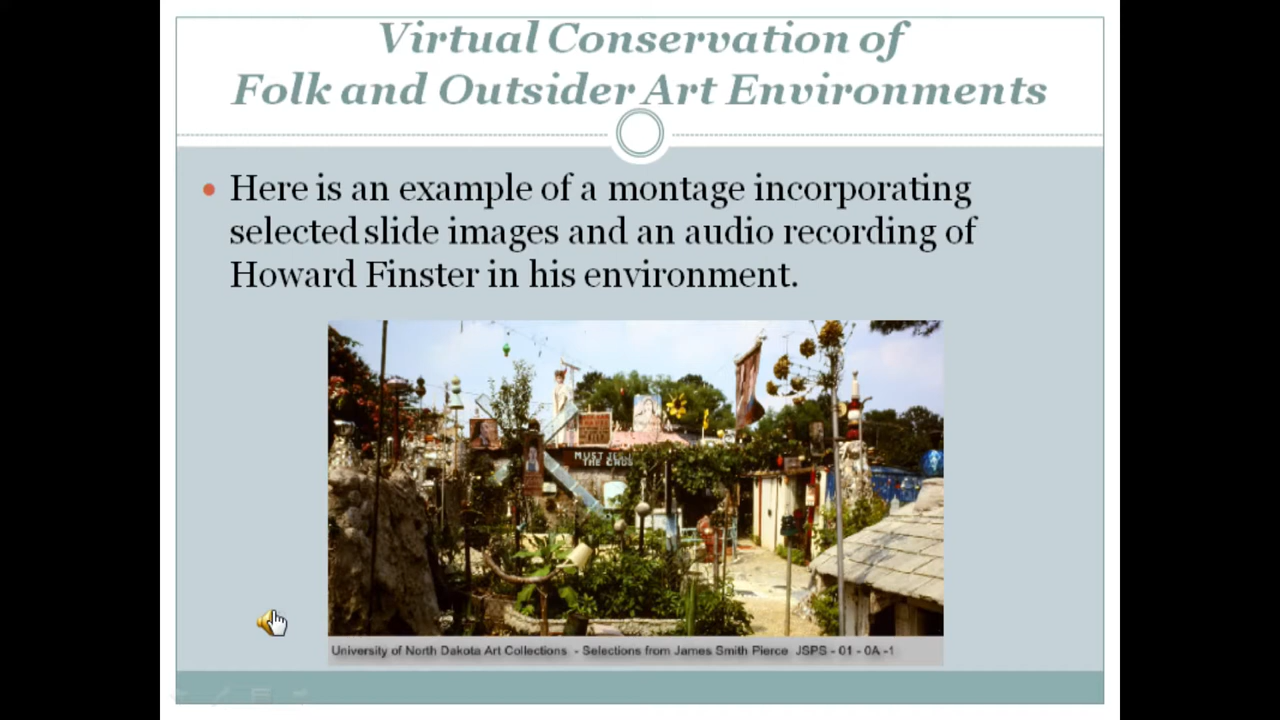 Virtual Conservation of
Folk and Outsider Art Environments
Here is an example of a montage incorporating
selected slide images and an audio recording of
Howard Finster in his environment.
MUST JES
THE CROS
University of North Dakota Art Collections - Selections from James Smith Pierce JSPS - 01 - 0A -1